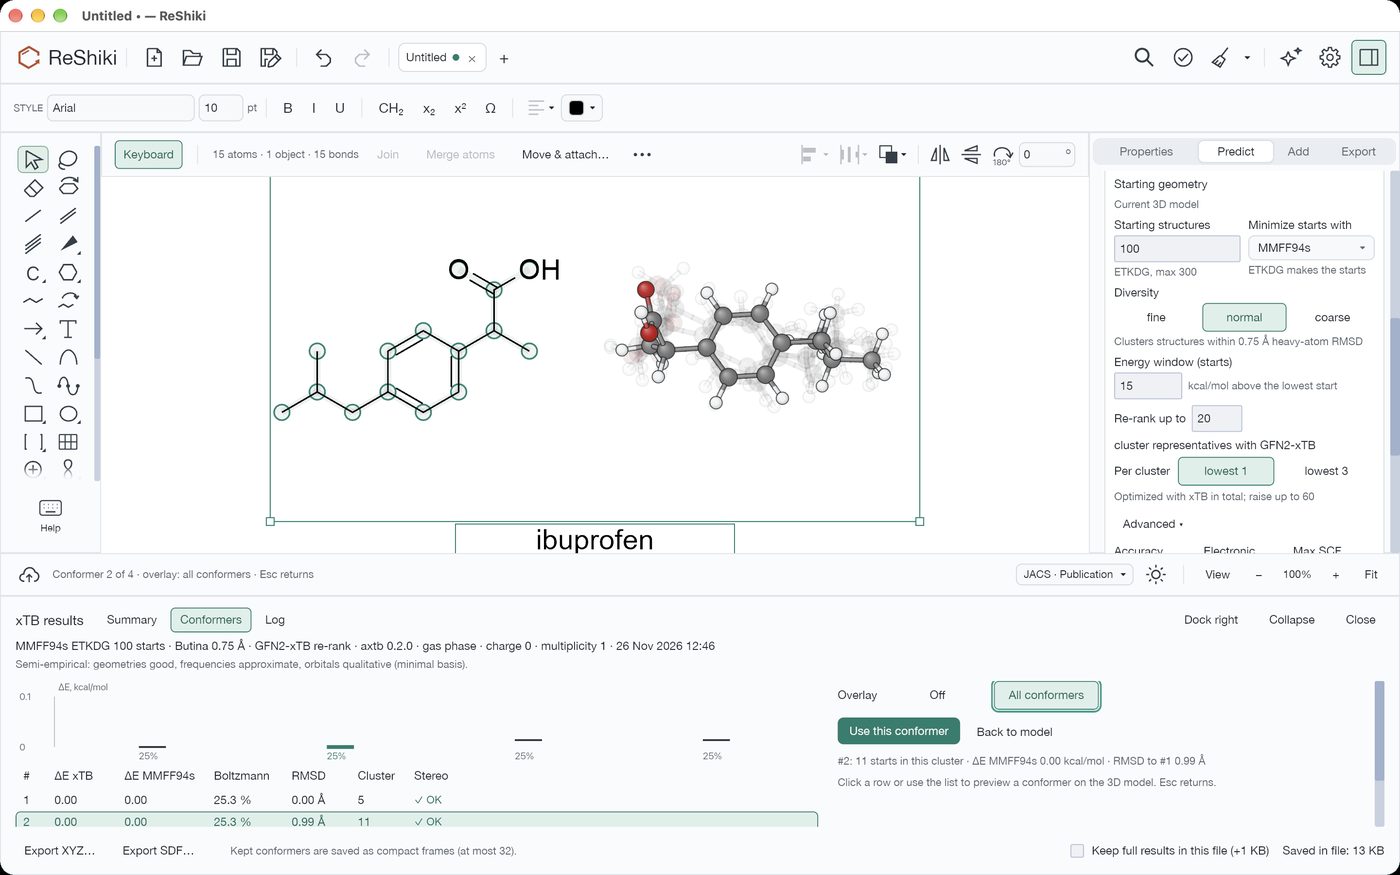 Untitled • — ReShiki
ReShiki
Untitled
STYLE Arial 10 pt B I U CH2 x2 x² Ω
Keyboard 15 atoms · 1 object · 15 bonds Join Merge atoms Move & attach... 180° 0 °
Properties Predict Add Export
Starting geometry
Current 3D model
Starting structures Minimize starts with
100 MMFF94s
ETKDG, max 300 ETKDG makes the starts
Diversity
fine normal coarse
Clusters structures within 0.75 Å heavy-atom RMSD
Energy window (starts)
15 kcal/mol above the lowest start
Re-rank up to 20
cluster representatives with GFN2-xTB
Per cluster lowest 1 lowest 3
Optimized with xTB in total; raise up to 60
Advanced
Accuracy Electronic Max SCF
C
T
Help
O OH
ibuprofen
Conformer 2 of 4 · overlay: all conformers · Esc returns JACS · Publication View − 100% + Fit
xTB results Summary Conformers Log Dock right Collapse Close
MMFF94s ETKDG 100 starts · Butina 0.75 Å · GFN2-xTB re-rank · axtb 0.2.0 · gas phase · charge 0 · multiplicity 1 · 26 Nov 2026 12:46
Semi-empirical: geometries good, frequencies approximate, orbitals qualitative (minimal basis).
ΔE, kcal/mol
0.1
0
25% 25% 25% 25%
# ΔE xTB ΔE MMFF94s Boltzmann RMSD Cluster Stereo
1 0.00 0.00 25.3 % 0.00 Å 5 ✓ OK
2 0.00 0.00 25.3 % 0.99 Å 11 ✓ OK
Overlay Off All conformers
Use this conformer Back to model
#2: 11 starts in this cluster · ΔE MMFF94s 0.00 kcal/mol · RMSD to #1 0.99 Å
Click a row or use the list to preview a conformer on the 3D model. Esc returns.
Export XYZ... Export SDF... Kept conformers are saved as compact frames (at most 32). Keep full results in this file (+1 KB) Saved in file: 13 KB